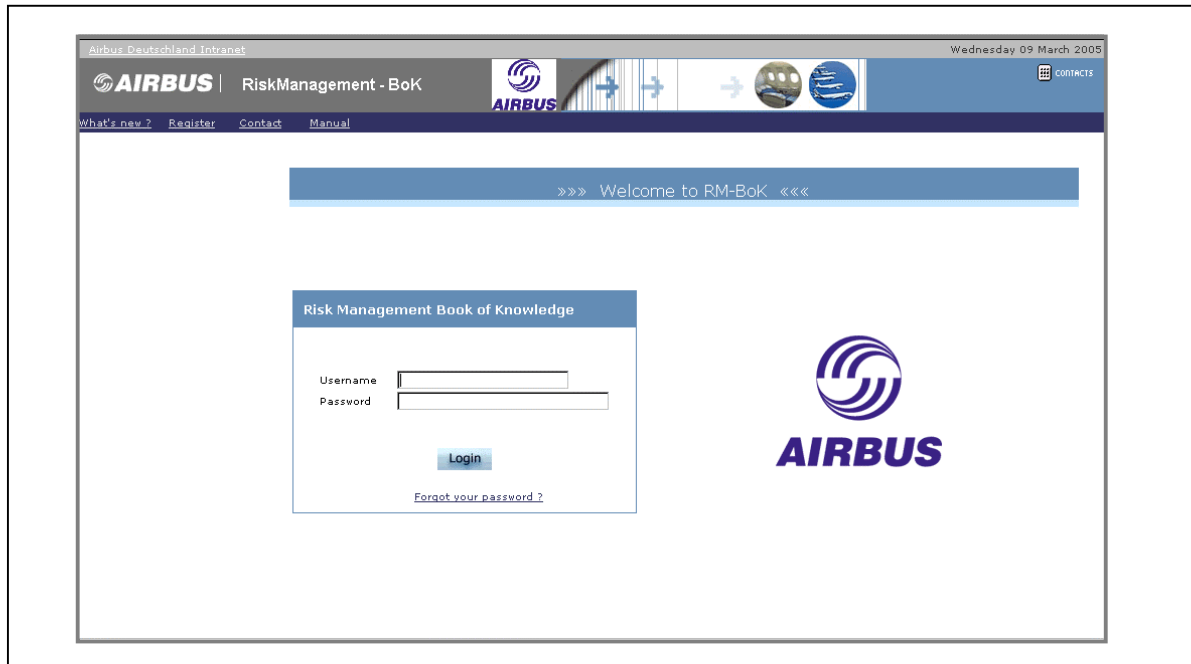 Airbus Deutschland Intranet Wednesday 09 March 2005
AIRBUS RiskManagement - BoK AIRBUS CONTACTS
What's new ? Register Contact Manual
»»» Welcome to RM-BoK «««
Risk Management Book of Knowledge
Username
Password
AIRBUS
Login
Forgot your password ?